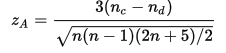 z_A = \frac{3(n_c - n_d)}{\sqrt{n(n-1)(2n+5)/2}}